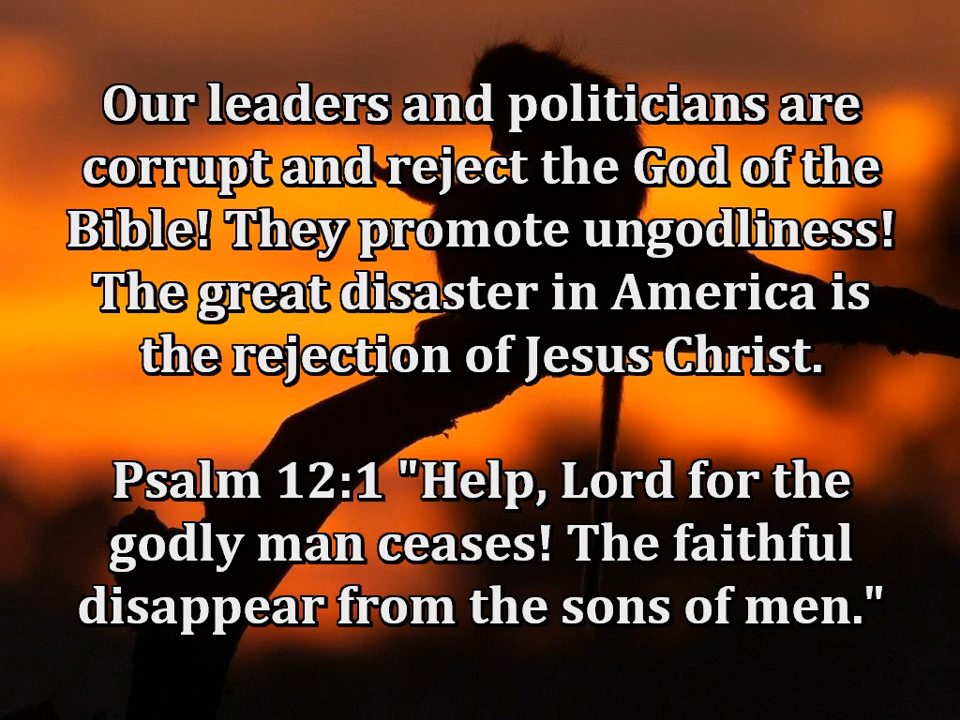 Our leaders and politicians are
corrupt and reject the God of the
Bible! They promote ungodliness!
The great disaster in America is
the rejection of Jesus Christ.
Psalm 12:1 "Help, Lord for the
godly man ceases! The faithful
disappear from the sons of men."